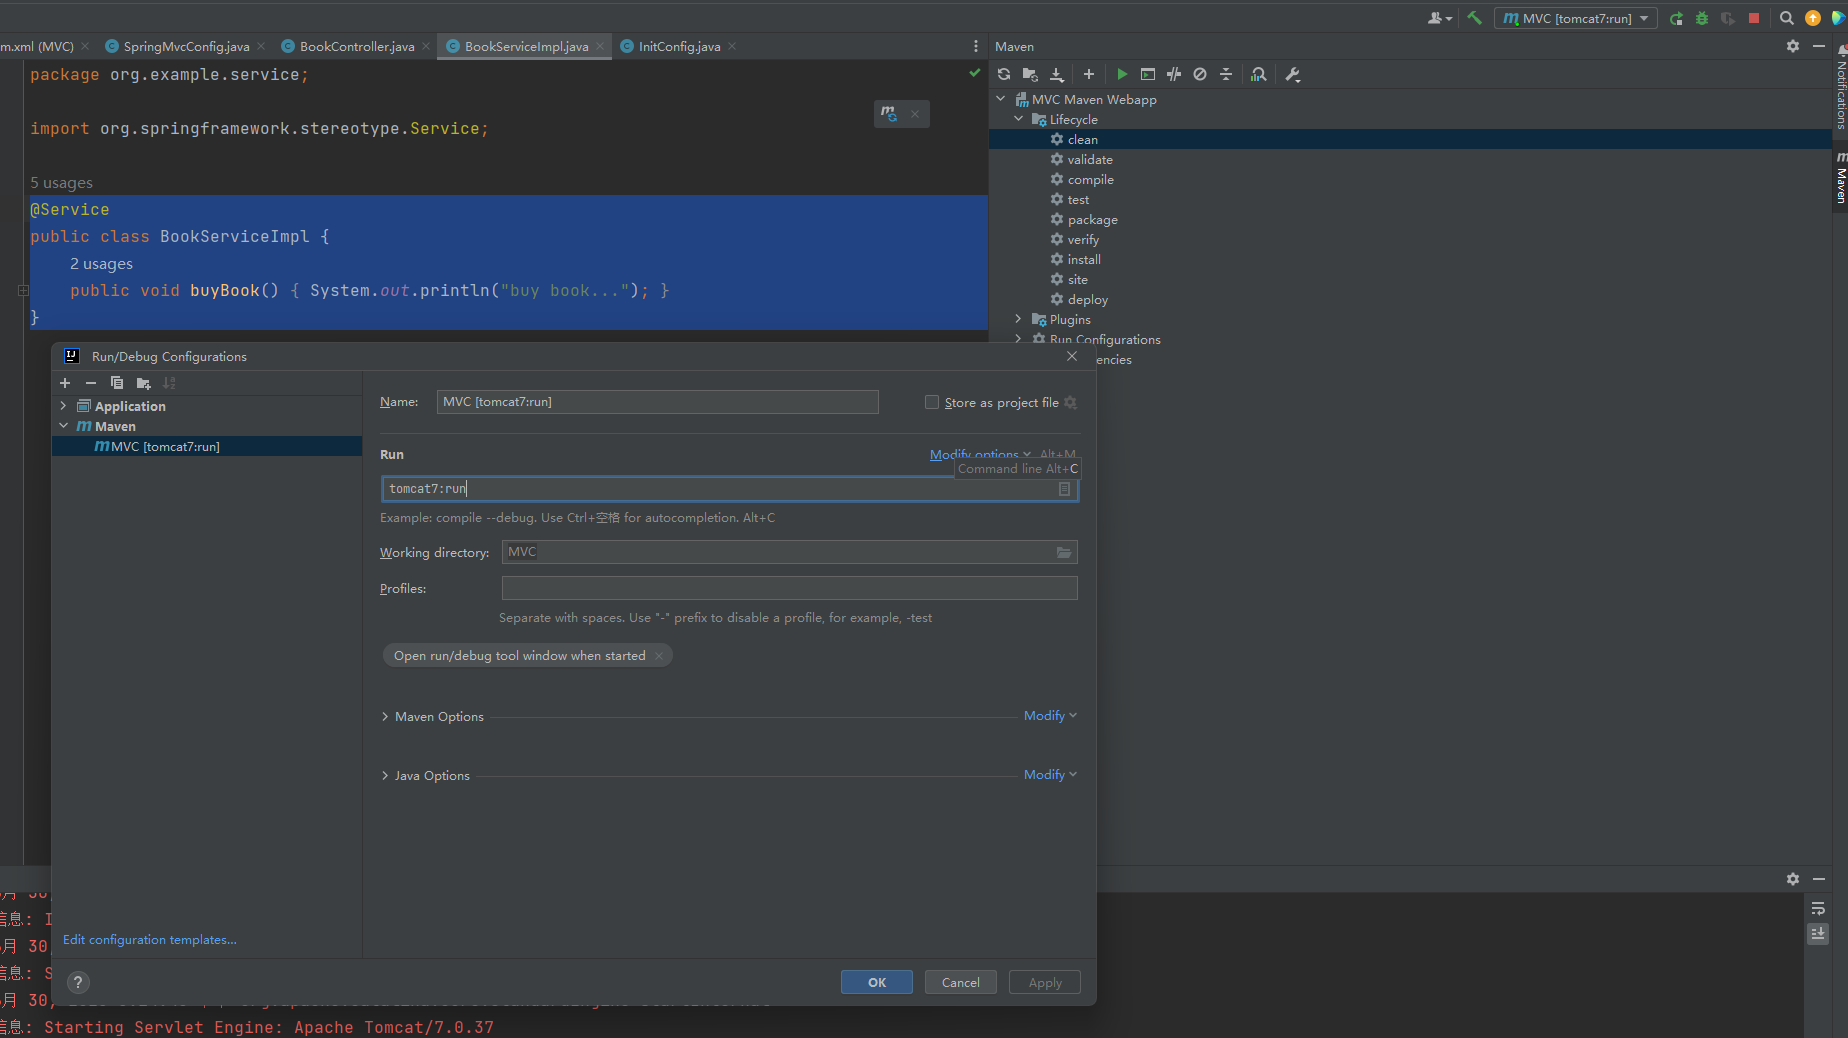 MVC [tomcat7:run]
m.xml (MVC)
SpringMvcConfig.java
BookController.java
BookServiceImpl.java
InitConfig.java
Maven
Notifications
Maven
package org.example.service;
import org.springframework.stereotype.Service;
5 usages
@Service
public class BookServiceImpl {
2 usages
public void buyBook() { System.out.println("buy book..."); }
}
MVC Maven Webapp
Lifecycle
clean
validate
compile
test
package
verify
install
site
deploy
Plugins
Run Configurations
encies
Run/Debug Configurations
Application
Maven
MVC [tomcat7:run]
Edit configuration templates...
Name: MVC [tomcat7:run]
Store as project file
Run
Modify options Alt+M
Command line Alt+C
tomcat7:run
Example: compile --debug. Use Ctrl+空格 for autocompletion. Alt+C
Working directory: MVC
Profiles:
Separate with spaces. Use "-" prefix to disable a profile, for example, -test
Open run/debug tool window when started
Maven Options Modify
Java Options Modify
? OK Cancel Apply
月 30
信息: I
月 30,
信息: S
月 30,
信息: Starting Servlet Engine: Apache Tomcat/7.0.37